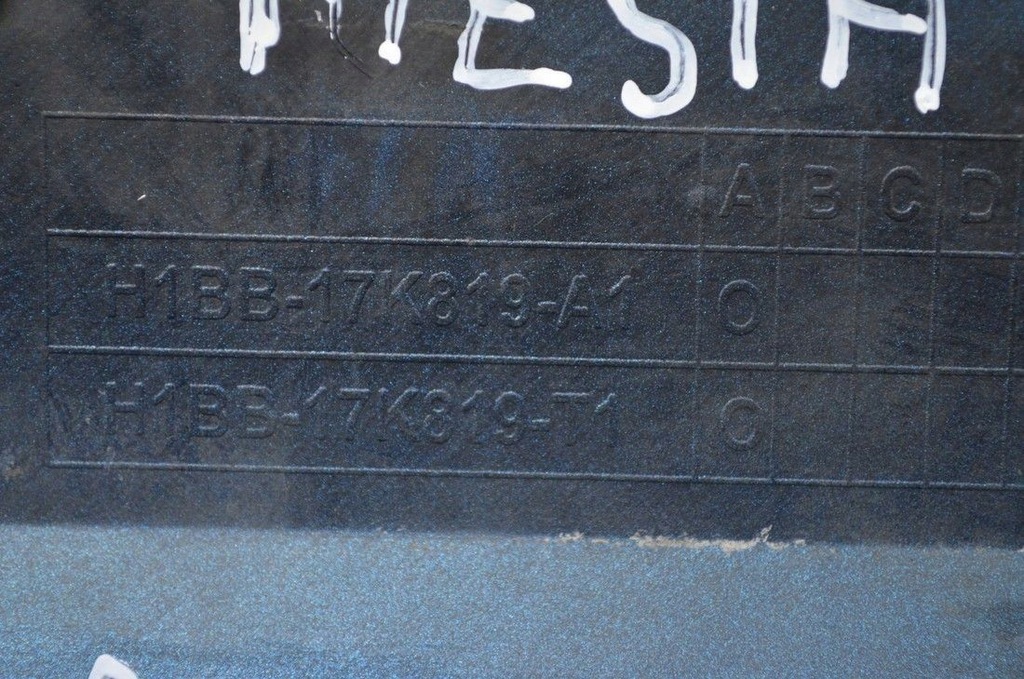 FIESTA
A B C D
H1BB-17K819-A1 O
H1BB-17K819-T1 O